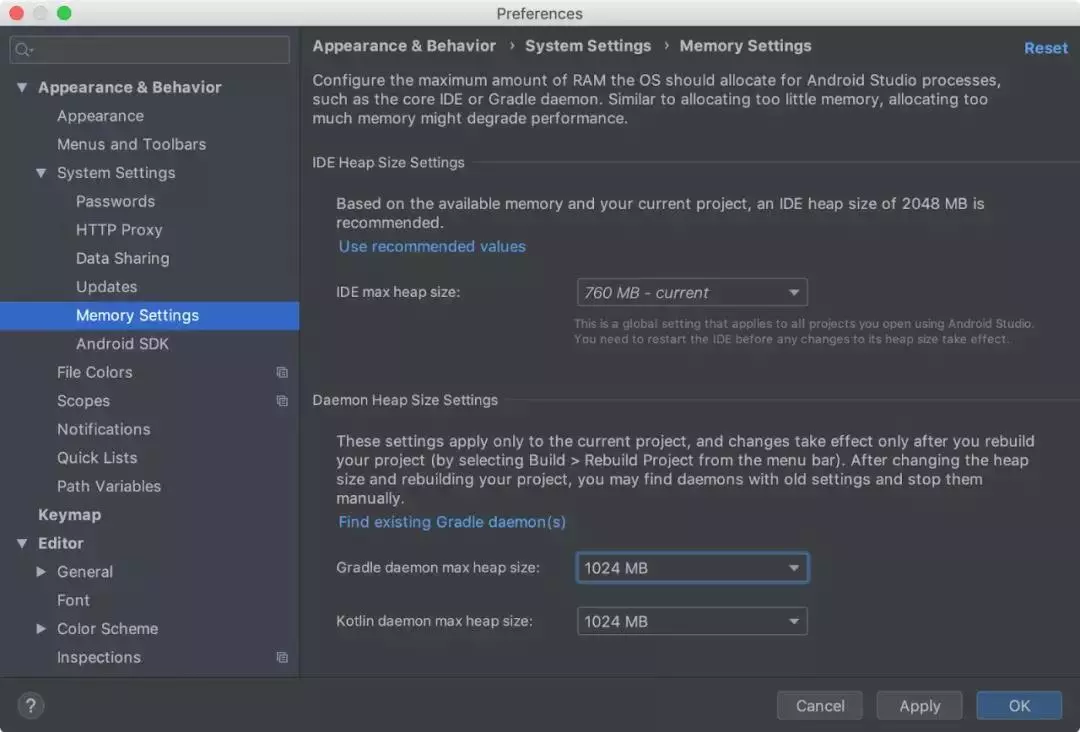 Preferences
Appearance & Behavior
Appearance
Menus and Toolbars
System Settings
Passwords
HTTP Proxy
Data Sharing
Updates
Memory Settings
Android SDK
File Colors
Scopes
Notifications
Quick Lists
Path Variables
Keymap
Editor
General
Font
Color Scheme
Inspections
Appearance & Behavior › System Settings › Memory Settings
Reset
Configure the maximum amount of RAM the OS should allocate for Android Studio processes,
such as the core IDE or Gradle daemon. Similar to allocating too little memory, allocating too
much memory might degrade performance.
IDE Heap Size Settings
Based on the available memory and your current project, an IDE heap size of 2048 MB is
recommended.
Use recommended values
IDE max heap size: 760 MB - current
This is a global setting that applies to all projects you open using Android Studio.
You need to restart the IDE before any changes to its heap size take effect.
Daemon Heap Size Settings
These settings apply only to the current project, and changes take effect only after you rebuild
your project (by selecting Build > Rebuild Project from the menu bar). After changing the heap
size and rebuilding your project, you may find daemons with old settings and stop them
manually.
Find existing Gradle daemon(s)
Gradle daemon max heap size: 1024 MB
Kotlin daemon max heap size: 1024 MB
?
Cancel
Apply
OK